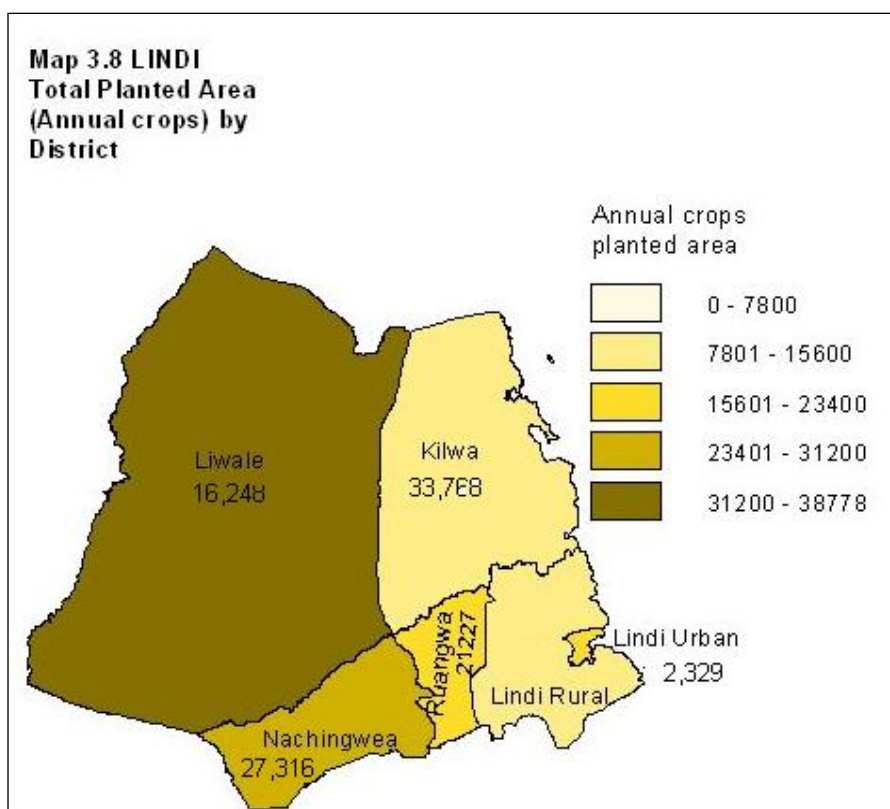 Map 3.8 LINDI
Total Planted Area
(Annual crops) by
District
Annual crops
planted area
0 - 7800
7801 - 15600
15601 - 23400
23401 - 31200
31200 - 38778
Liwale
16,248
Kilwa
33,768
Ruangwa
21227
Lindi Urban
2,329
Lindi Rural
Nachingwea
27,316